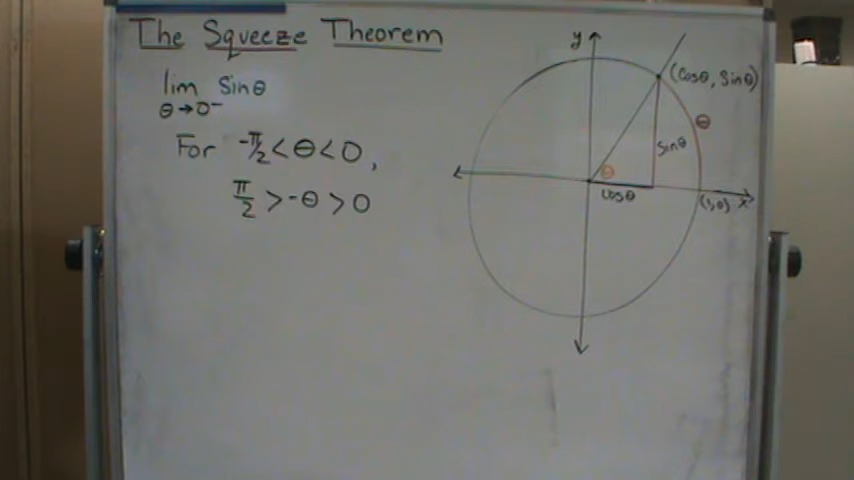 The Squeeze Theorem
lim Sinθ
θ→0⁻
For -π/2 < θ < 0,
π/2 > -θ > 0
y
(Cosθ, Sinθ)
θ
Sinθ
θ
Cosθ
(1,0)
x